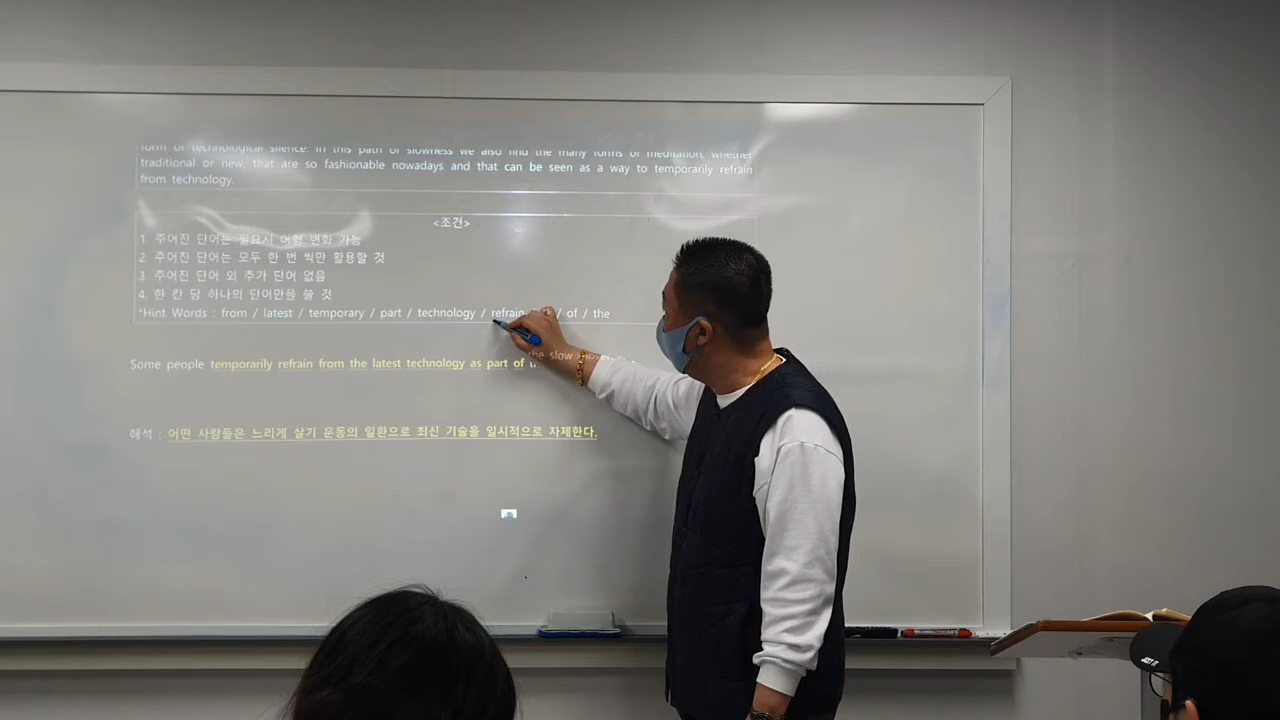 form of technological silence. In this path of slowness we also find the many forms of meditation, whether
traditional or new, that are so fashionable nowadays and that can be seen as a way to temporarily refrain
from technology.
<조건>
1. 주어진 단어는 필요시 어형 변화 가능
2. 주어진 단어는 모두 한 번 씩만 활용할 것
3. 주어진 단어 외 추가 단어 없음
4. 한 칸 당 하나의 단어만을 쓸 것
*Hint Words : from / latest / temporary / part / technology / refrain / of / the
Some people temporarily refrain from the latest technology as part of the slow
해석 : 어떤 사람들은 느리게 살기 운동의 일환으로 최신 기술을 일시적으로 자제한다.